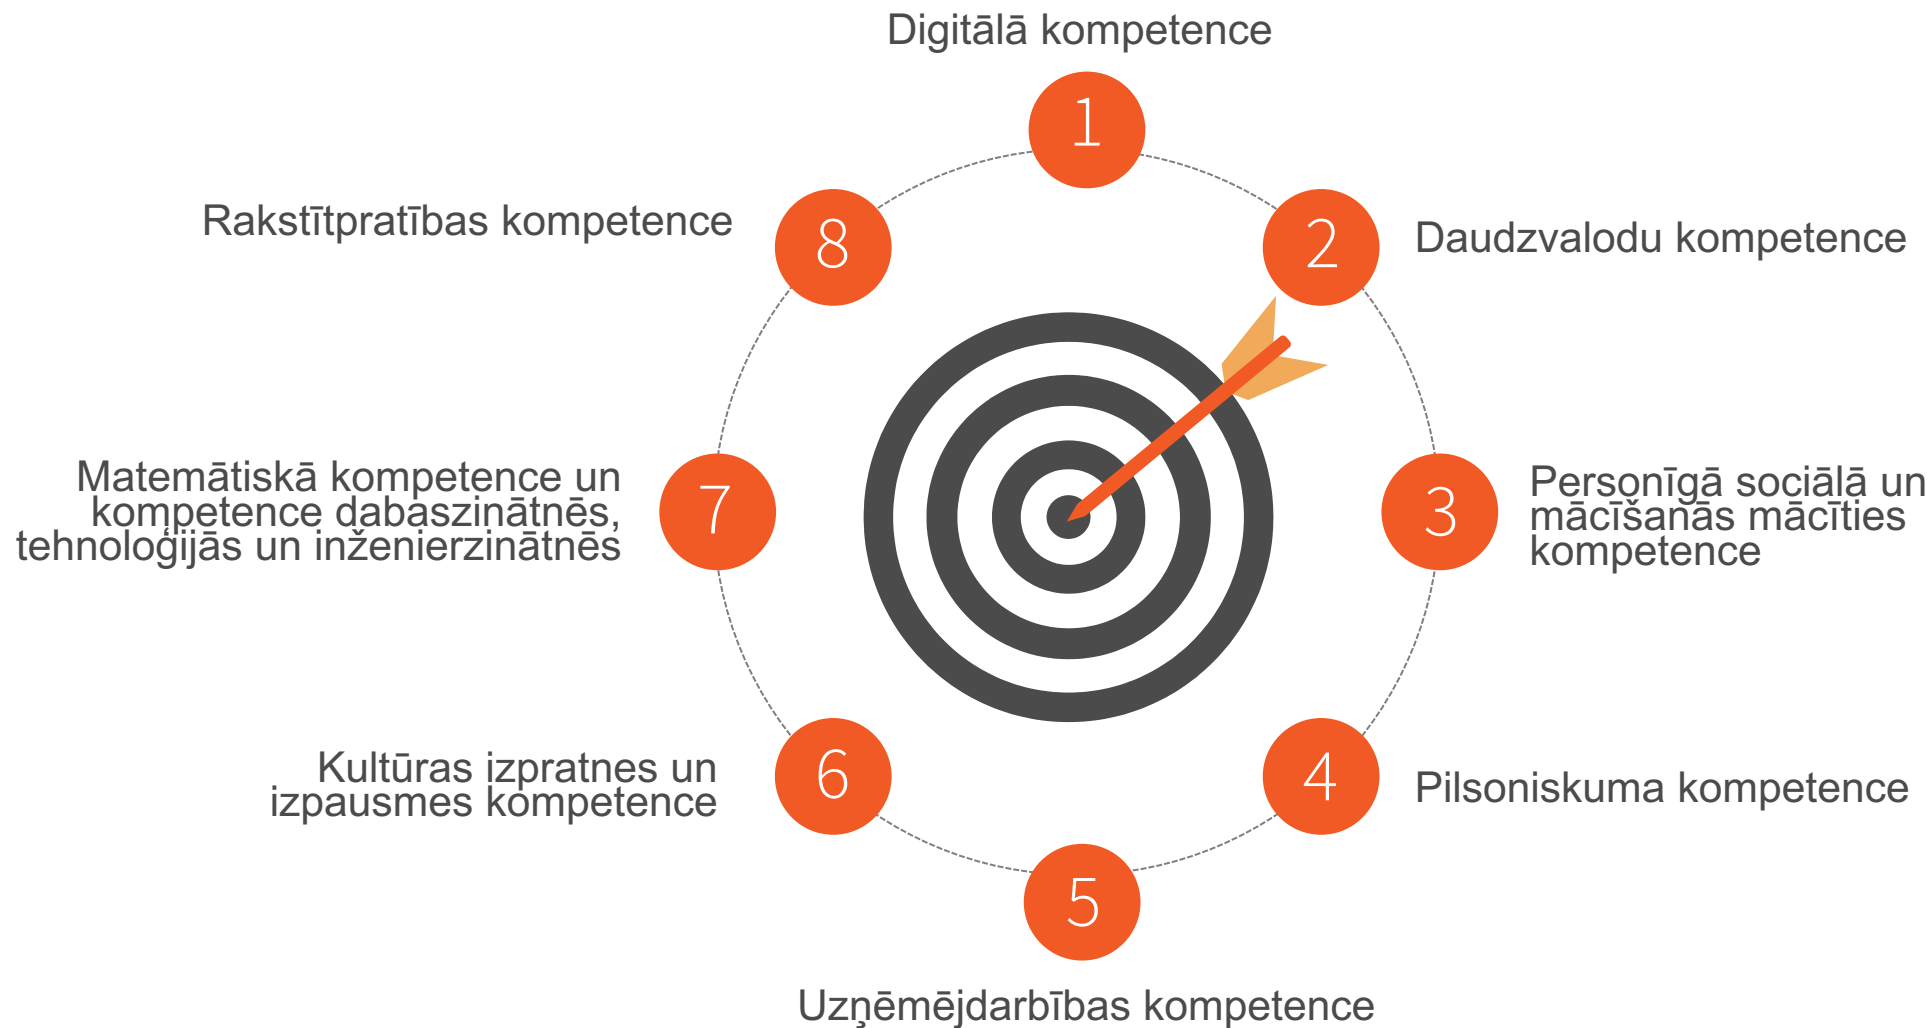 Digitālā kompetence
1
2
Daudzvalodu kompetence
3
Personīgā sociālā un
mācīšanās mācīties
kompetence
4
Pilsoniskuma kompetence
5
Uzņēmējdarbības kompetence
6
Kultūras izpratnes un
izpausmes kompetence
7
Matemātiskā kompetence un
kompetence dabaszinātnēs,
tehnoloģijās un inženierzinātnēs
8
Rakstītpratības kompetence